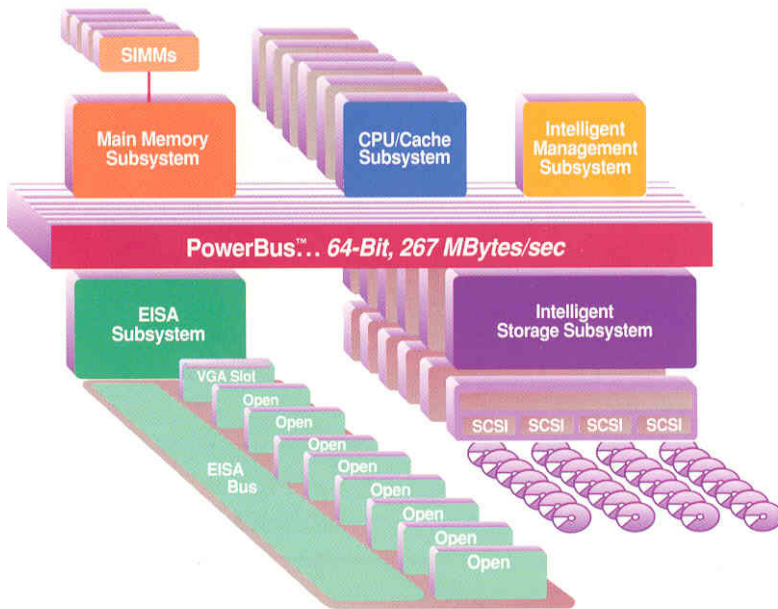 SIMMs
Main Memory
Subsystem
CPU/Cache
Subsystem
Intelligent
Management
Subsystem
PowerBus™... 64-Bit, 267 MBytes/sec
EISA
Subsystem
Intelligent
Storage Subsystem
VGA Slot
Open
Open
Open
Open
Open
Open
Open
Open
EISA
Bus
SCSI
SCSI
SCSI
SCSI